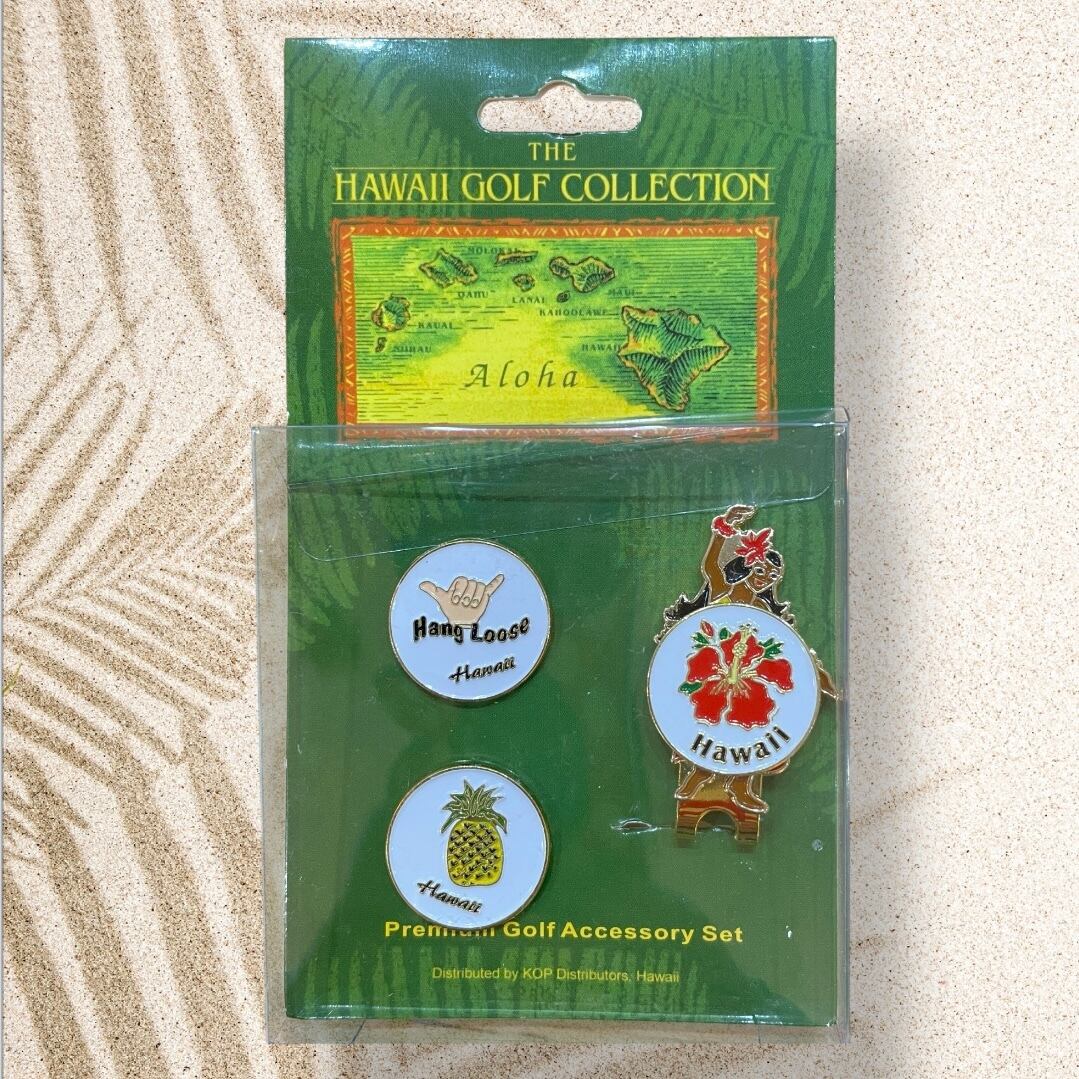 THE
HAWAII GOLF COLLECTION
MOLOKAI
OAHU
LANAI
MAUI
KAHOOLAWE
KAUAI
NIIHAU
HAWAII
Aloha
Hang Loose
Hawaii
Hawaii
Hawaii
Premium Golf Accessory Set
Distributed by KOP Distributors, Hawaii